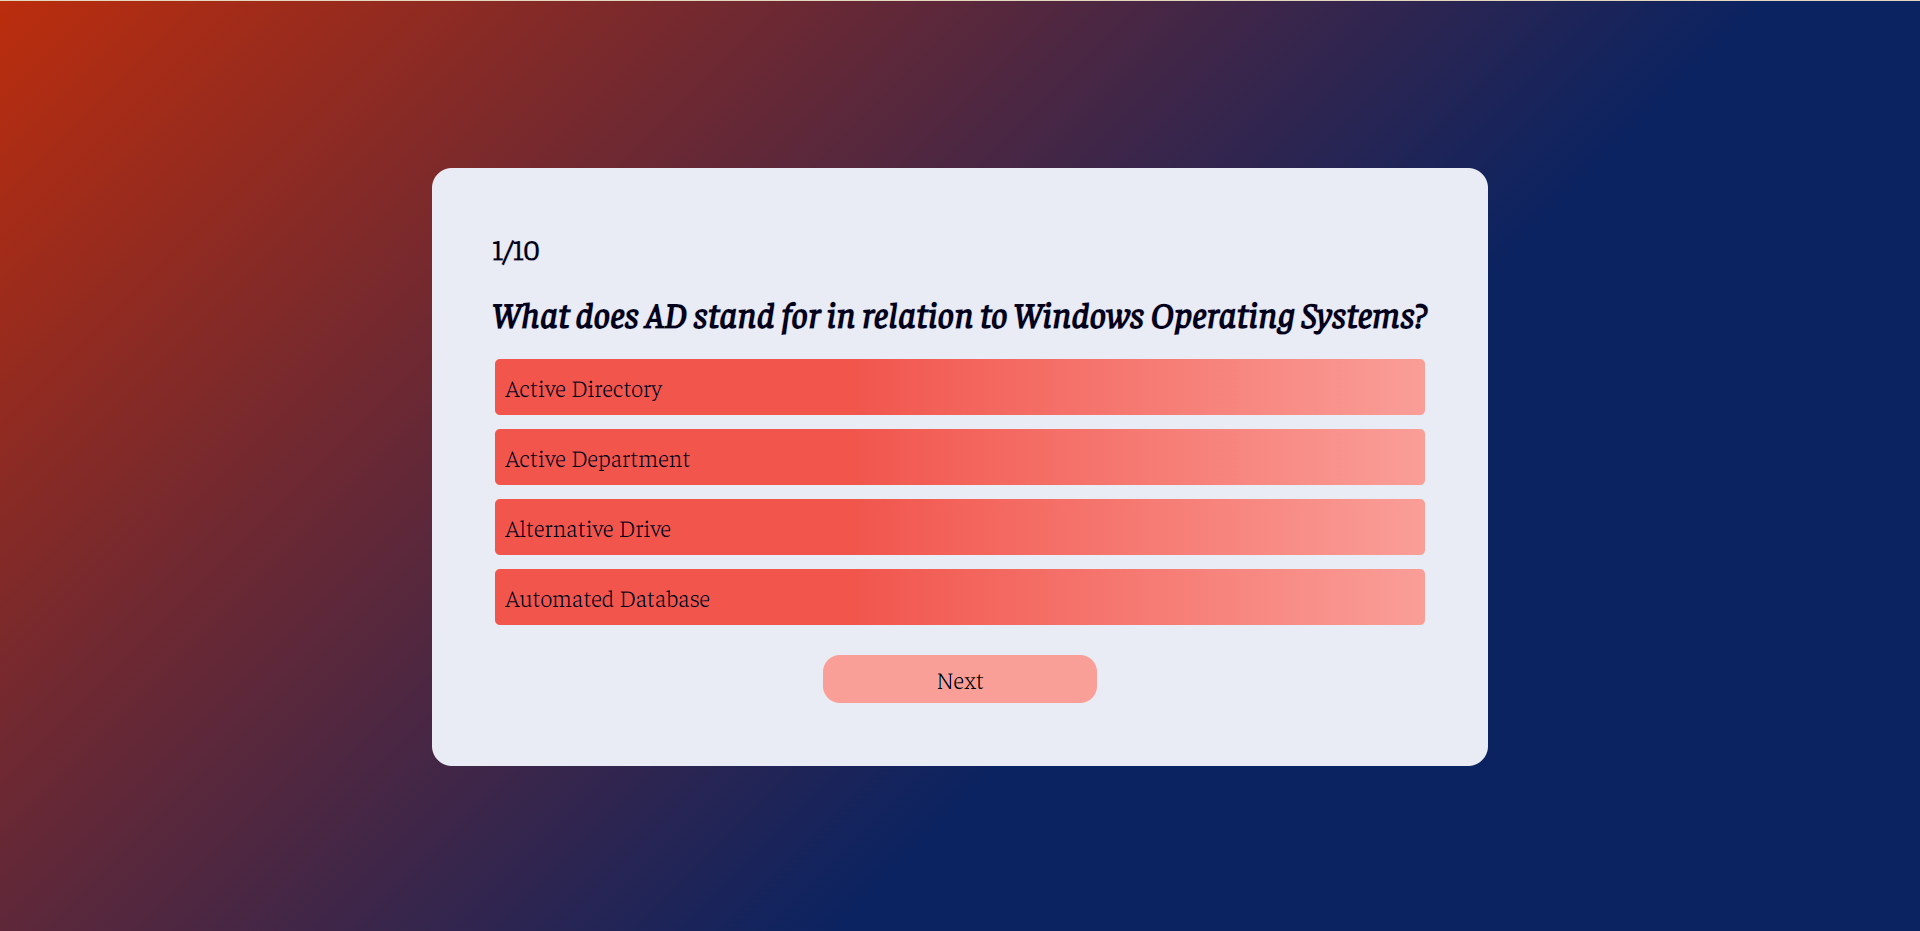 1/10
What does AD stand for in relation to Windows Operating Systems?
Active Directory
Active Department
Alternative Drive
Automated Database
Next